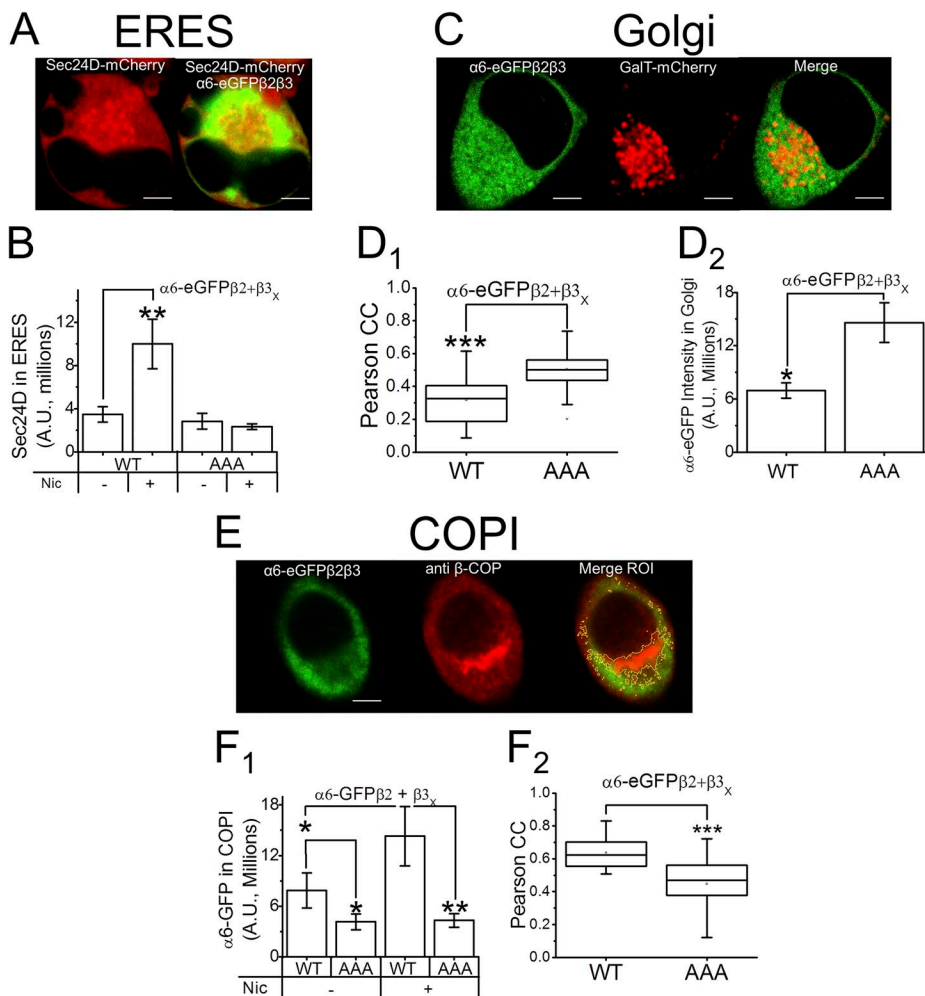 A ERES
Sec24D-mCherry
Sec24D-mCherry
α6-eGFPβ2β3
C Golgi
α6-eGFPβ2β3
GalT-mCherry
Merge
B
α6-eGFPβ2+β3x
**
Sec24D in ERES
(A.U., millions)
12
8
4
0
WT AAA
Nic - + - +
D1
α6-eGFPβ2+β3x
***
Pearson CC
1.0
0.8
0.6
0.4
0.2
0.0
WT AAA
D2
α6-eGFPβ2+β3x
*
α6-eGFP Intensity in Golgi
(A.U., Millions)
18
12
6
0
WT AAA
E COPI
α6-eGFPβ2β3
anti β-COP
Merge ROI
F1
α6-GFPβ2 + β3x
* * **
α6-GFP in COPI
(A.U., Millions)
18
12
6
0
WT AAA WT AAA
Nic - +
F2
α6-eGFPβ2+β3x
***
Pearson CC
1.0
0.8
0.6
0.4
0.2
0.0
WT AAA